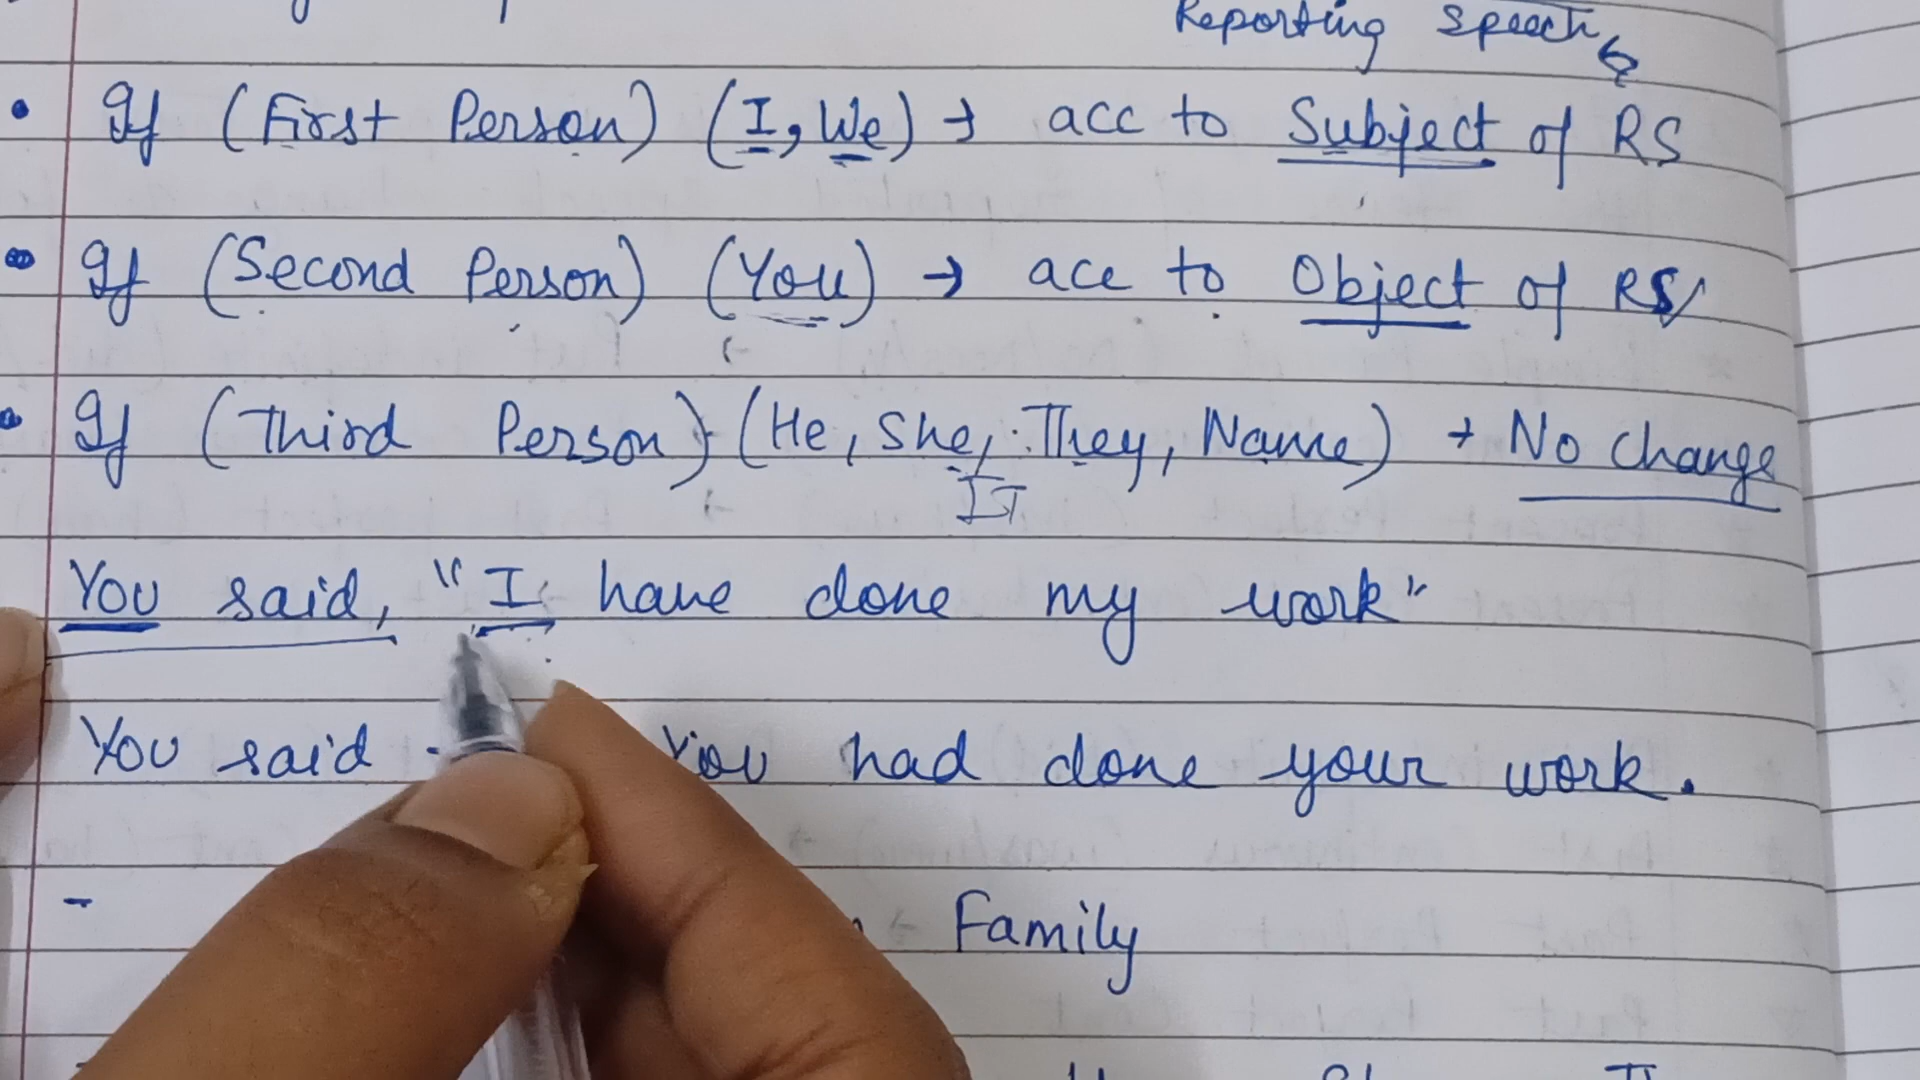 Reporting Speech
• If (First Person) (I, We) → acc to Subject of RS
• If (Second Person) (You) → acc to Object of RS
• If (Third Person) (He, She, They, Name) → No change
IT
You said, "I have done my work"
You said You had done your work.
- Family